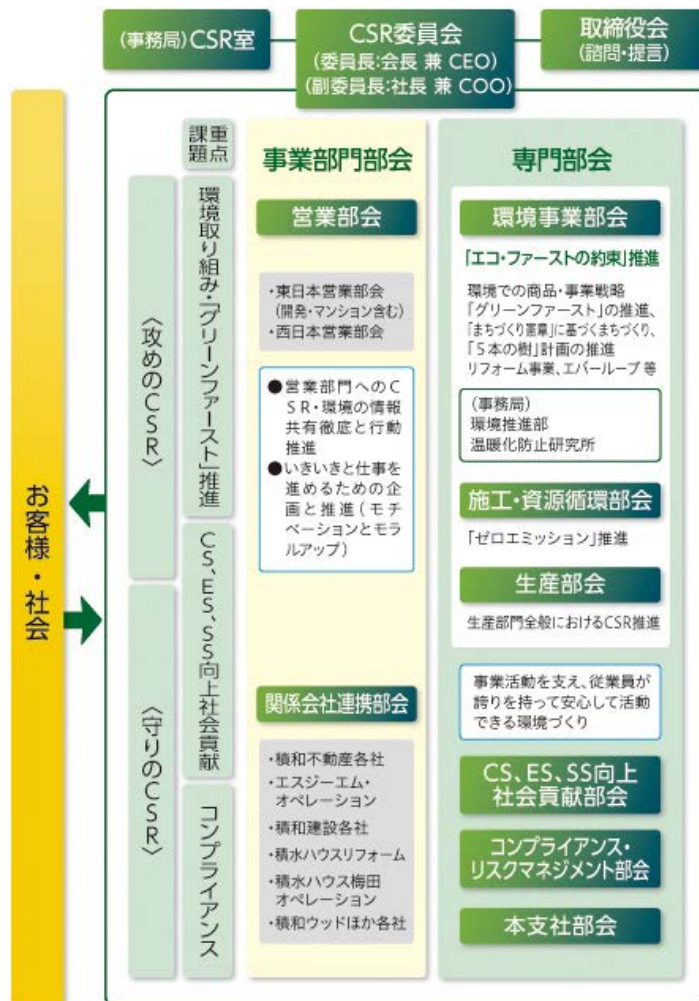 (事務局)CSR室
CSR委員会
(委員長:会長 兼 CEO)
(副委員長:社長 兼 COO)
取締役会
(諮問・提言)
お客様・社会
〈攻めのCSR〉
〈守りのCSR〉
重点
課題
環境取り組み・「グリーンファースト」推進
CS、ES、SS向上社会貢献
コンプライアンス
事業部門部会
営業部会
・東日本営業部会
(開発・マンション含む)
・西日本営業部会
●営業部門へのC
SR・環境の情報
共有徹底と行動
推進
●いきいきと仕事を
進めるための企
画と推進(モチ
ベーションとモラ
ルアップ)
関係会社連携部会
・積和不動産各社
・エスジーエム・
オペレーション
・積和建設各社
・積水ハウスリフォーム
・積水ハウス梅田
オペレーション
・積和ウッドほか各社
専門部会
環境事業部会
「エコ・ファーストの約束」推進
環境での商品・事業戦略
「グリーンファースト」の推進、
「まちづくり憲章」に基づくまちづくり、
「5本の樹」計画の推進
リフォーム事業、エバーループ 等
(事務局)
環境推進部
温暖化防止研究所
施工・資源循環部会
「ゼロエミッション」推進
生産部会
生産部門全般におけるCSR推進
事業活動を支え、従業員が
誇りを持って安心して活動
できる環境づくり
CS、ES、SS向上
社会貢献部会
コンプライアンス・
リスクマネジメント部会
本支社部会